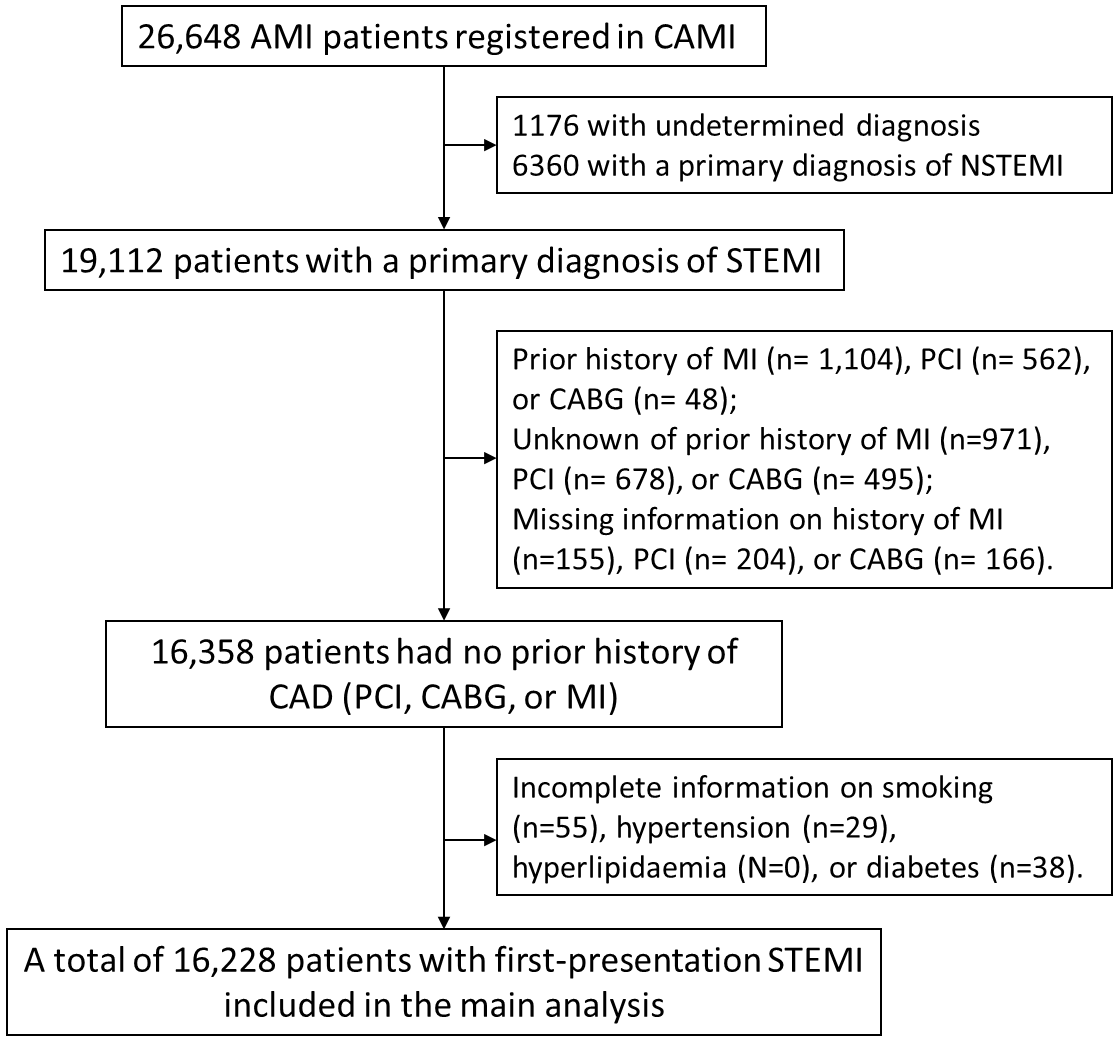 26,648 AMI patients registered in CAMI
1176 with undetermined diagnosis
6360 with a primary diagnosis of NSTEMI
19,112 patients with a primary diagnosis of STEMI
Prior history of MI (n= 1,104), PCI (n= 562),
or CABG (n= 48);
Unknown of prior history of MI (n=971),
PCI (n= 678), or CABG (n= 495);
Missing information on history of MI
(n=155), PCI (n= 204), or CABG (n= 166).
16,358 patients had no prior history of
CAD (PCI, CABG, or MI)
Incomplete information on smoking
(n=55), hypertension (n=29),
hyperlipidaemia (N=0), or diabetes (n=38).
A total of 16,228 patients with first-presentation STEMI
included in the main analysis